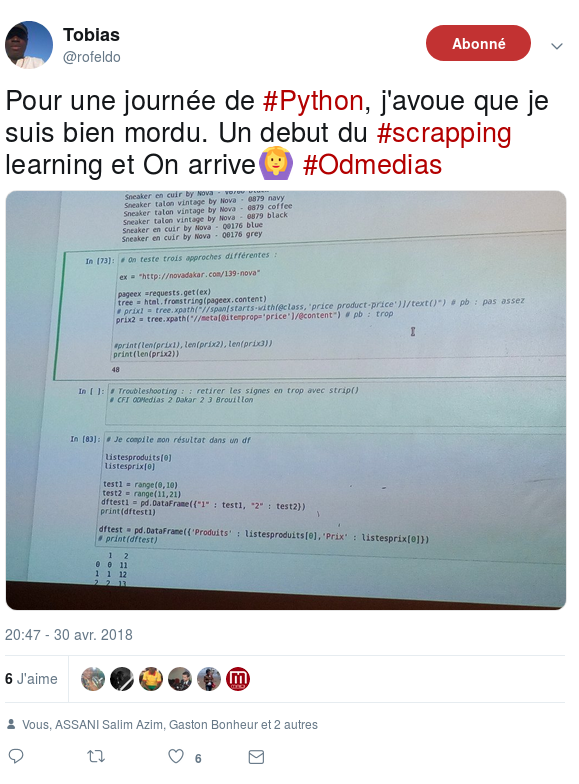 Tobias
@rofeldo
Abonné
Pour une journée de #Python, j'avoue que je
suis bien mordu. Un debut du #scrapping
learning et On arrive🙆 #Odmedias
Sneaker en cuir by Nova -
Sneaker talon vintage by Nova - 0879 navy
Sneaker talon vintage by Nova - 0879 coffee
Sneaker talon vintage by Nova - 0879 black
Sneaker en cuir by Nova - Q0176 blue
Sneaker en cuir by Nova - Q0176 grey
In [73]: # On teste trois approches différentes :
ex = "http://novadakar.com/139-nova"
pageex =requests.get(ex)
tree = html.fromstring(pageex.content)
# prix1 = tree.xpath("//span[starts-with(@class,'price product-price')]/text()") # pb : pas assez
prix2 = tree.xpath("//meta[@itemprop='price']/@content") # pb : trop
#print(len(prix1),len(prix2),len(prix3))
print(len(prix2))
48
In [ ]: # Troubleshooting : : retirer les signes en trop avec strip()
# CFI ODMedias 2 Dakar 2 3 Brouillon
In [83]: # Je compile mon résultat dans un df
listesproduits[0]
listesprix[0]
test1 = range(0,10)
test2 = range(11,21)
dftest1 = pd.DataFrame({"1" : test1, "2" : test2})
print(dftest1)
dftest = pd.DataFrame({'Produits' : listesproduits[0],'Prix' : listesprix[0]})
# print(dftest)
1 2
0 0 11
1 1 12
2 2 13
20:47 - 30 avr. 2018
6 J'aime
Vous, ASSANI Salim Azim, Gaston Bonheur et 2 autres
6